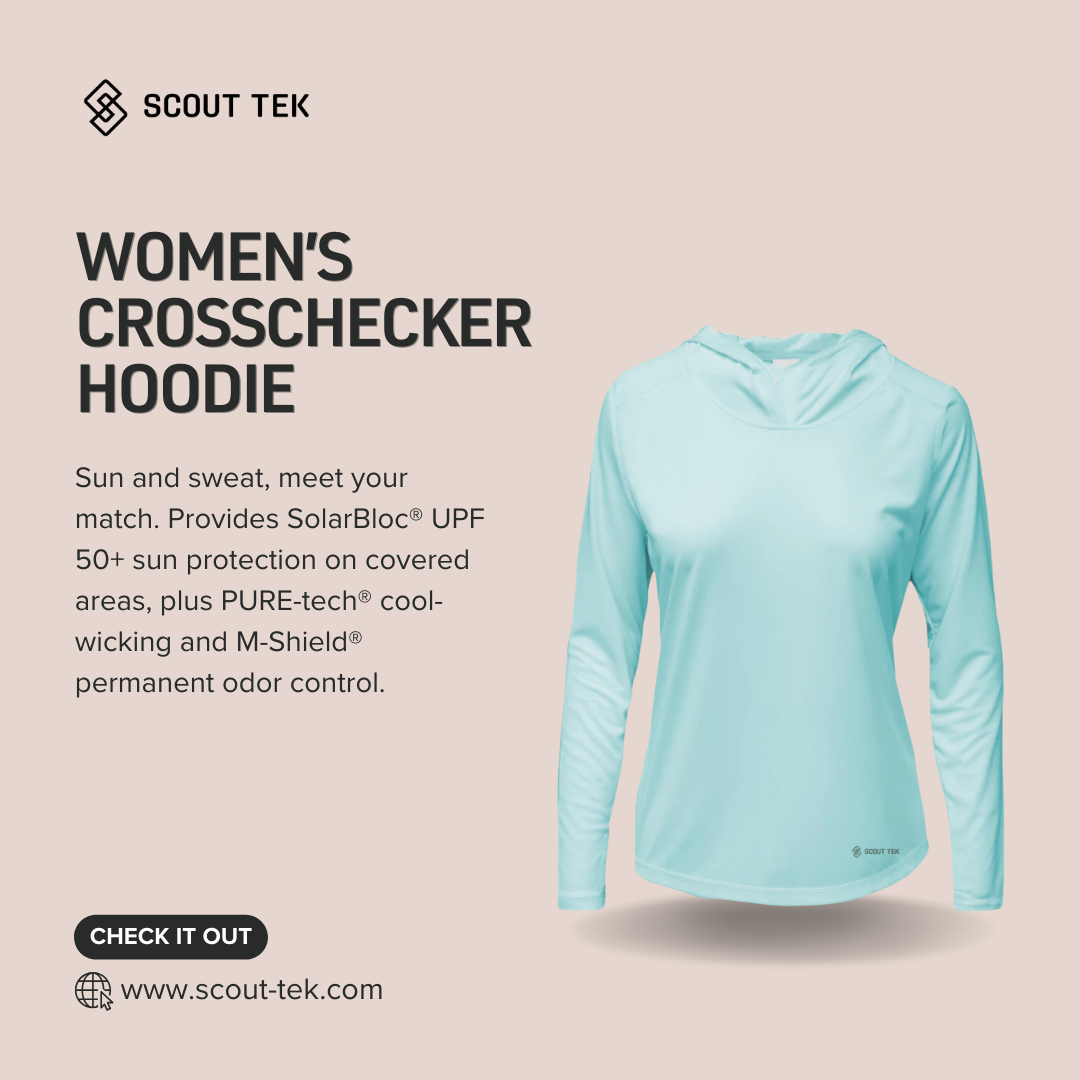 SCOUT TEK
WOMEN'S
CROSSCHECKER
HOODIE
Sun and sweat, meet your
match. Provides SolarBloc® UPF
50+ sun protection on covered
areas, plus PURE-tech® cool-
wicking and M-Shield®
permanent odor control.
SCOUT TEK
CHECK IT OUT
www.scout-tek.com